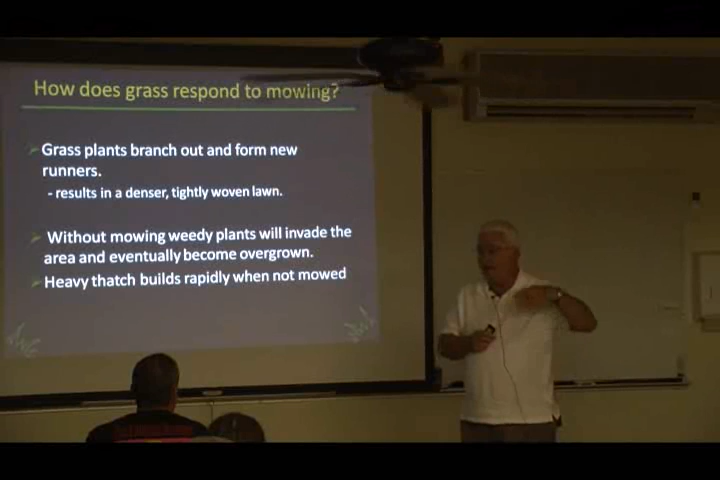 How does grass respond to mowing?
Grass plants branch out and form new
runners.
- results in a denser, tightly woven lawn.
Without mowing weedy plants will invade the
area and eventually become overgrown.
Heavy thatch builds rapidly when not mowed